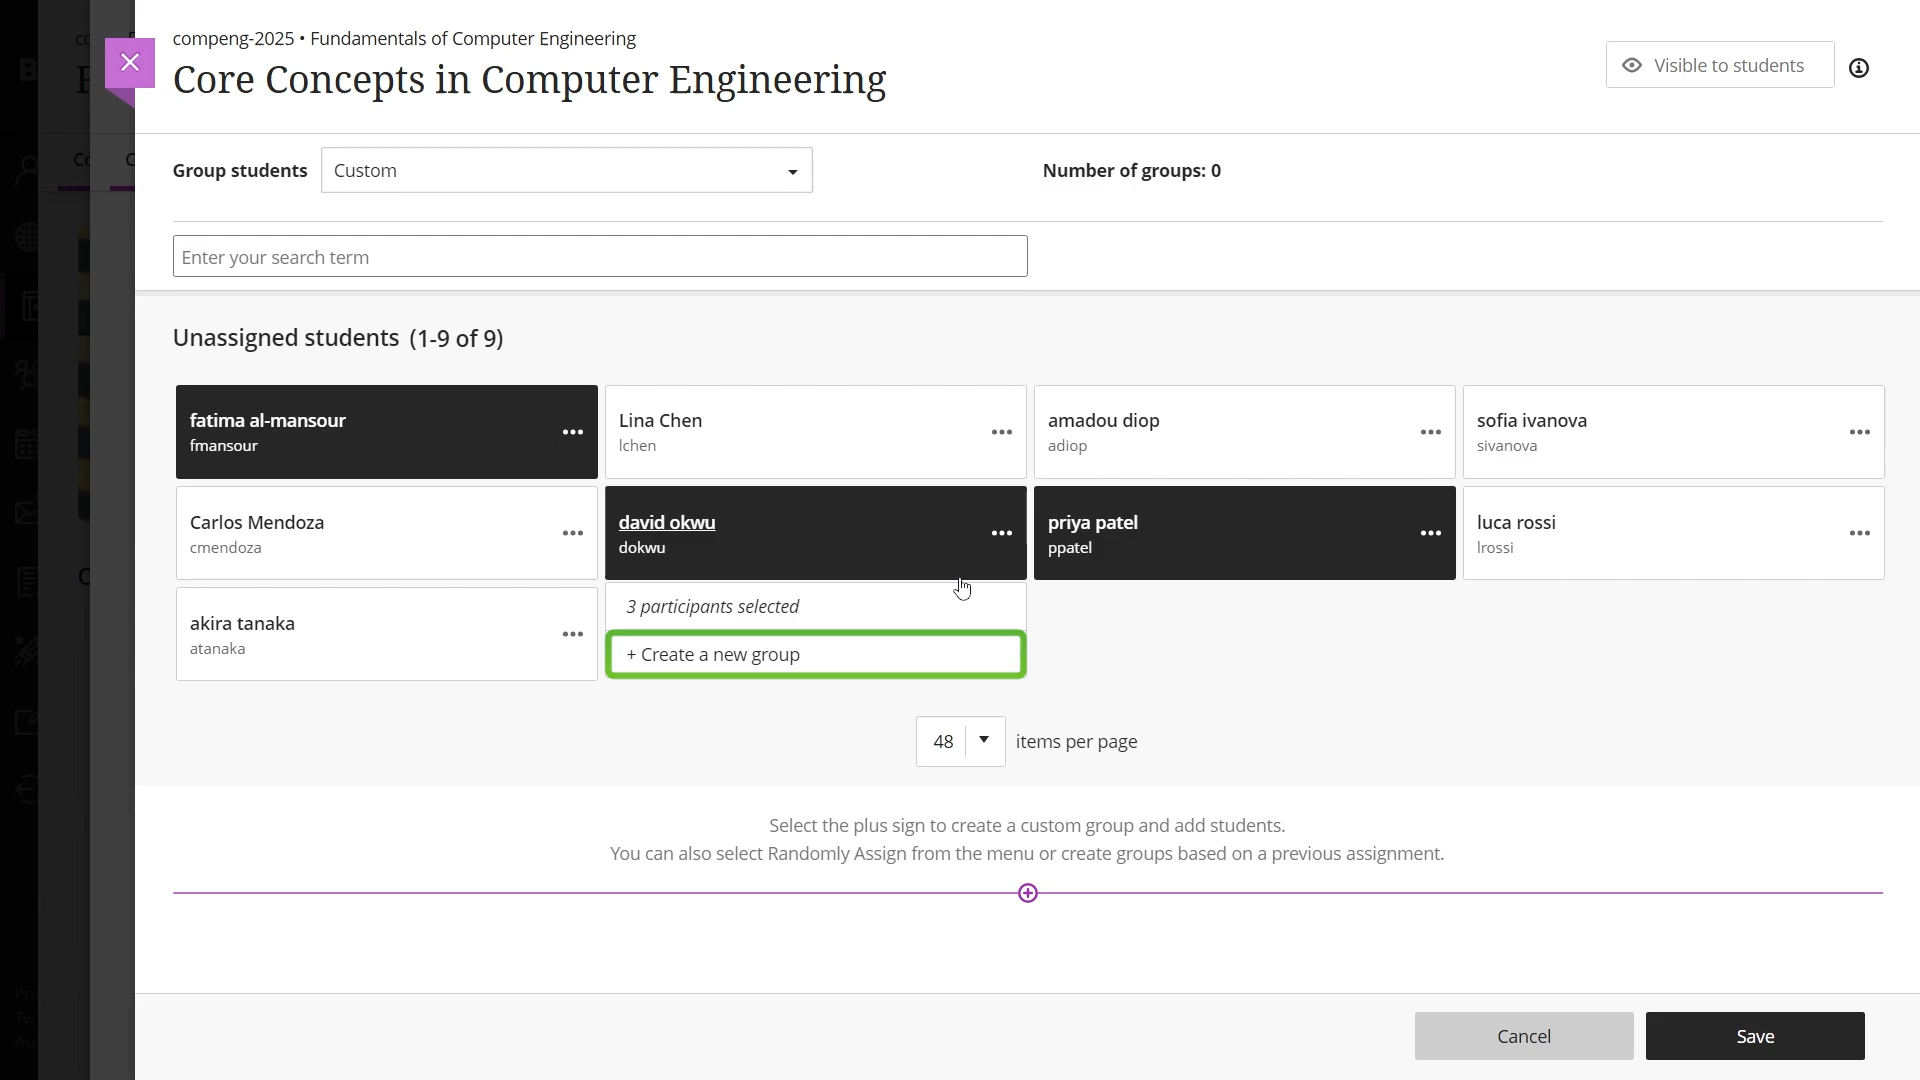 compeng-2025 • Fundamentals of Computer Engineering
Core Concepts in Computer Engineering
Visible to students
Group students
Custom
Number of groups: 0
Enter your search term
Unassigned students (1-9 of 9)
fatima al-mansour
fmansour
Lina Chen
lchen
amadou diop
adiop
sofia ivanova
sivanova
Carlos Mendoza
cmendoza
david okwu
dokwu
priya patel
ppatel
luca rossi
lrossi
akira tanaka
atanaka
3 participants selected
+ Create a new group
48
items per page
Select the plus sign to create a custom group and add students.
You can also select Randomly Assign from the menu or create groups based on a previous assignment.
Cancel
Save